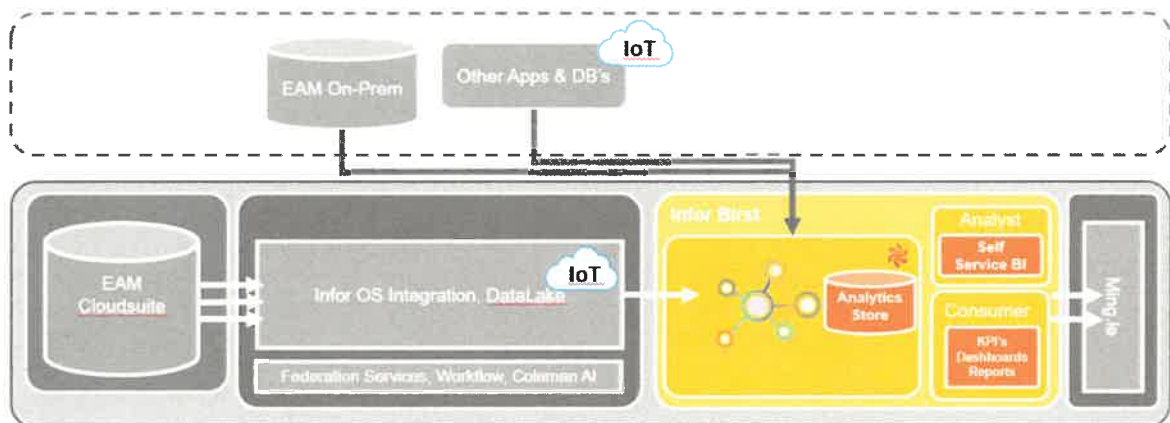 IoT
EAM On-Prem
Other Apps & DB's
Infor Birst
EAM
Cloudsuite
Infor OS Integration, DataLake
IoT
Federation Services, Workflow, Coleman AI
Analytics
Store
Analyst
Self
Service BI
Consumer
KPI's
Dashboards
Reports
Ming.le